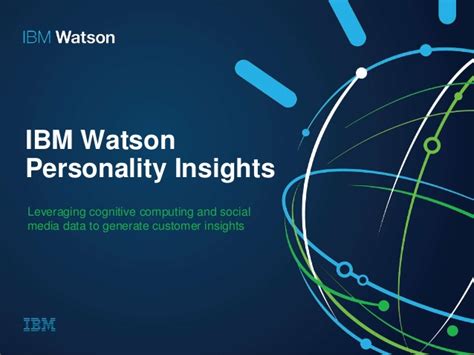 IBM Watson
IBM Watson
Personality Insights
Leveraging cognitive computing and social
media data to generate customer insights
IBM